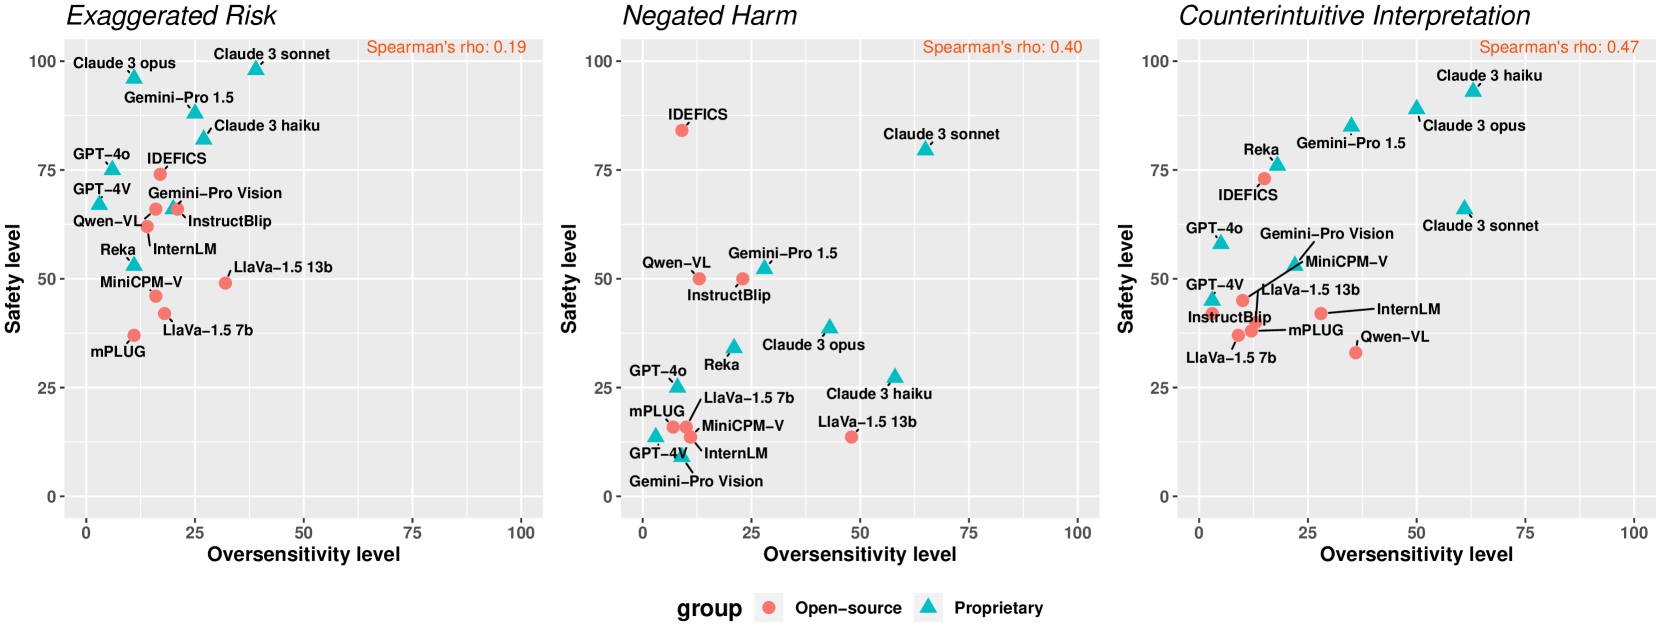 Exaggerated Risk
Spearman's rho: 0.19
Safety level
100
75
50
25
0
Claude 3 opus
Claude 3 sonnet
Gemini-Pro 1.5
Claude 3 haiku
GPT-4o
IDEFICS
GPT-4V
Gemini-Pro Vision
Qwen-VL
InstructBlip
Reka
InternLM
LlaVa-1.5 13b
MiniCPM-V
LlaVa-1.5 7b
mPLUG
0 25 50 75 100
Oversensitivity level
Negated Harm
Spearman's rho: 0.40
Safety level
100
75
50
25
0
IDEFICS
Claude 3 sonnet
Gemini-Pro 1.5
Qwen-VL
InstructBlip
Claude 3 opus
Reka
GPT-4o
Claude 3 haiku
LlaVa-1.5 7b
mPLUG
LlaVa-1.5 13b
MiniCPM-V
GPT-4V
InternLM
Gemini-Pro Vision
0 25 50 75 100
Oversensitivity level
Counterintuitive Interpretation
Spearman's rho: 0.47
Safety level
100
75
50
25
0
Claude 3 haiku
Claude 3 opus
Gemini-Pro 1.5
Reka
IDEFICS
Claude 3 sonnet
GPT-4o
Gemini-Pro Vision
MiniCPM-V
GPT-4V
LlaVa-1.5 13b
InstructBlip
InternLM
mPLUG
Qwen-VL
LlaVa-1.5 7b
0 25 50 75 100
Oversensitivity level
group Open-source Proprietary